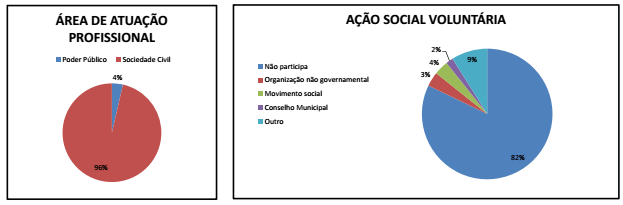 ÁREA DE ATUAÇÃO
PROFISSIONAL
Poder Público Sociedade Civil
4%
96%
AÇÃO SOCIAL VOLUNTÁRIA
Não participa
Organização não governamental
Movimento social
Conselho Municipal
Outro
2%
9%
4%
3%
82%